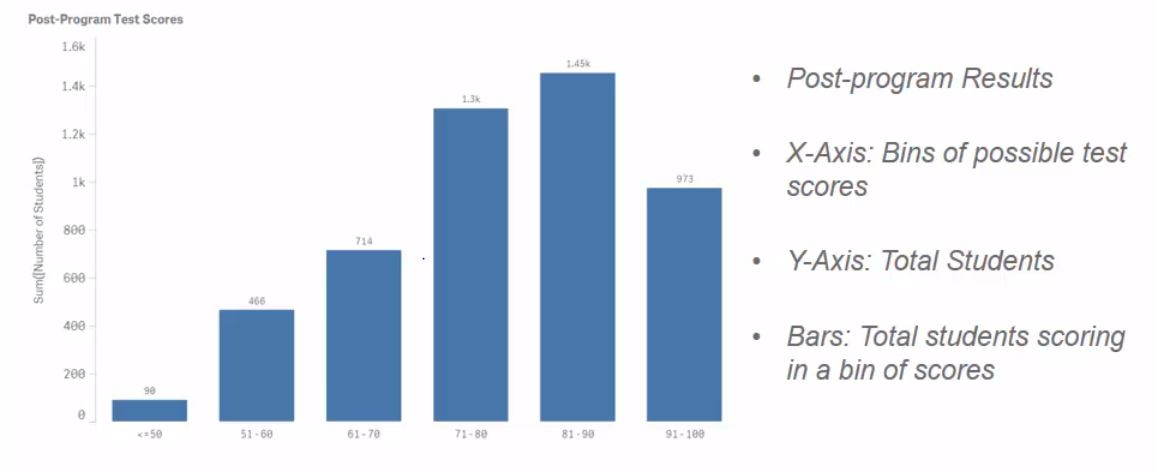 Post-Program Test Scores
1.6k
1.4k
1.2k
1k
800
600
400
200
0
Sum([Number of Students])
90
466
714
1.3k
1.45k
973
<=50
51-60
61-70
71-80
81-90
91-100
• Post-program Results
• X-Axis: Bins of possible test
scores
• Y-Axis: Total Students
• Bars: Total students scoring
in a bin of scores